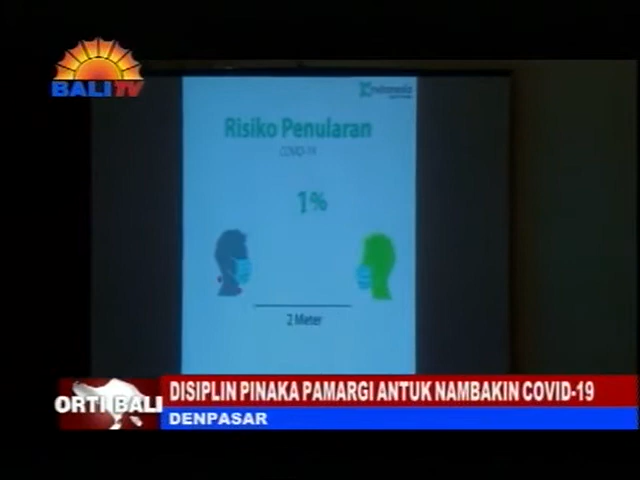 BALI TV
Risiko Penularan
COVID-19
1%
2 Meter
DISIPLIN PINAKA PAMARGI ANTUK NAMBAKIN COVID-19
ORTI BALI
DENPASAR